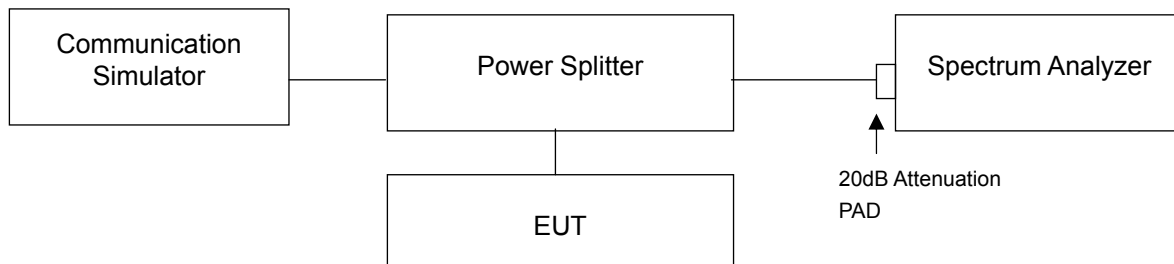 Communication
Simulator
Power Splitter
Spectrum Analyzer
20dB Attenuation
PAD
EUT